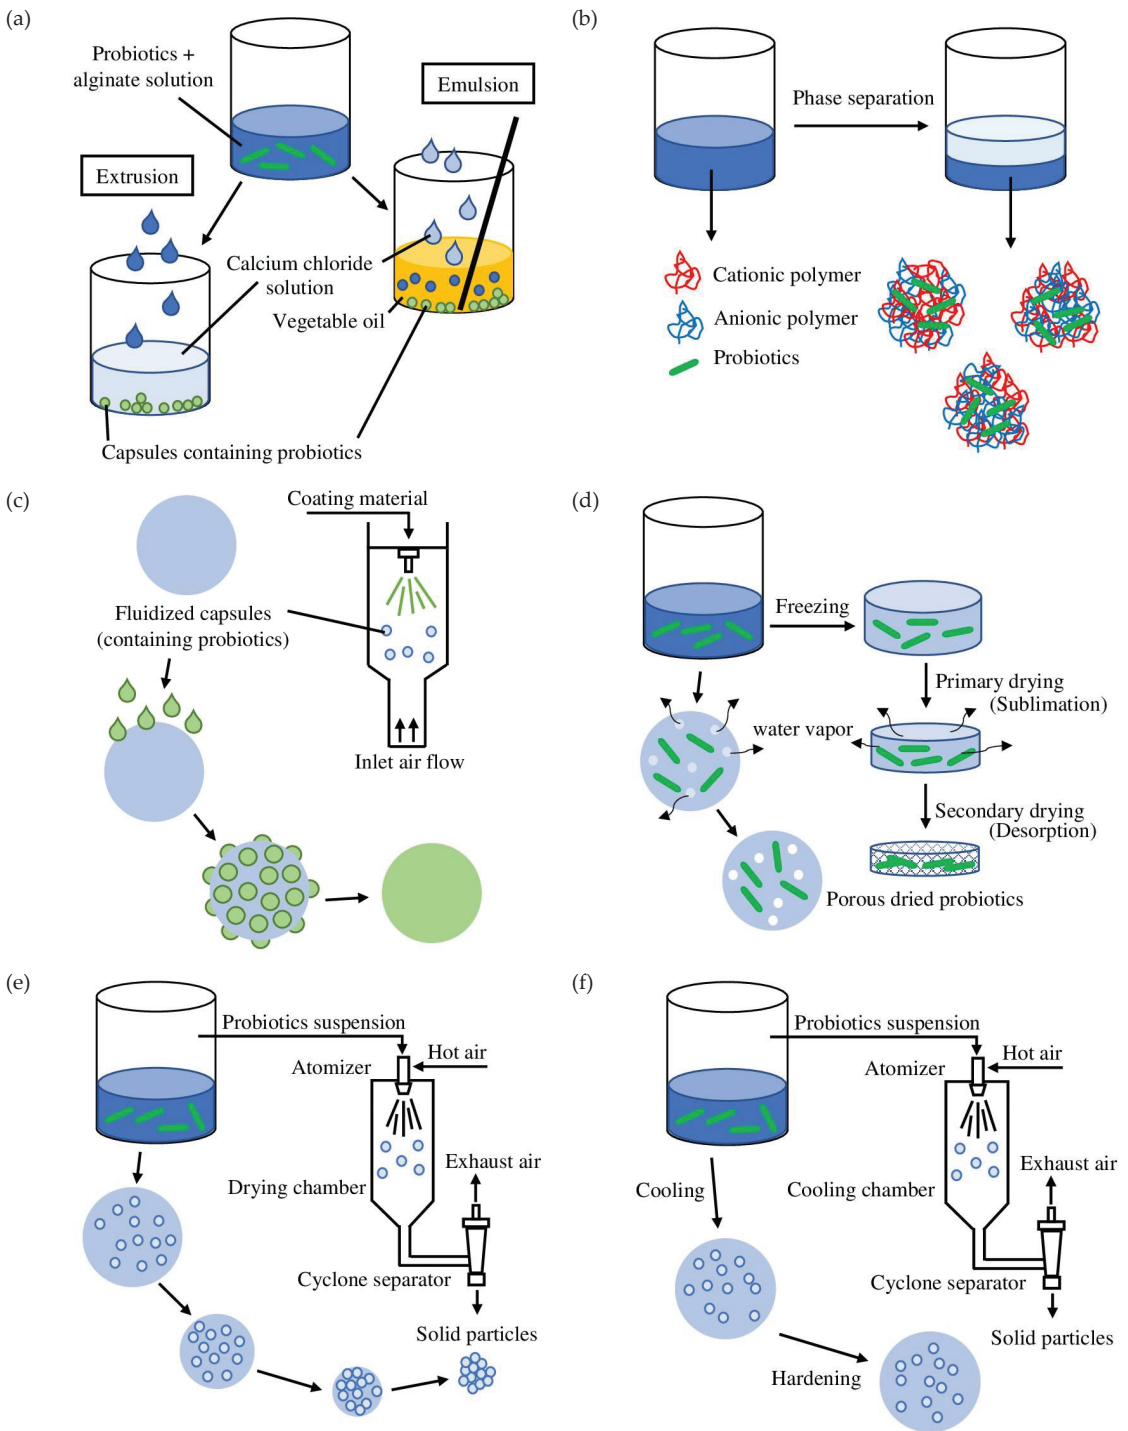 (a)
Probiotics +
alginate solution
Emulsion
Extrusion
Calcium chloride
solution
Vegetable oil
Capsules containing probiotics
(b)
Phase separation
Cationic polymer
Anionic polymer
Probiotics
(c)
Coating material
Fluidized capsules
(containing probiotics)
Inlet air flow
(d)
Freezing
Primary drying
(Sublimation)
water vapor
Secondary drying
(Desorption)
Porous dried probiotics
(e)
Probiotics suspension
Hot air
Atomizer
Exhaust air
Drying chamber
Cyclone separator
Solid particles
(f)
Probiotics suspension
Hot air
Atomizer
Exhaust air
Cooling
Cooling chamber
Cyclone separator
Solid particles
Hardening